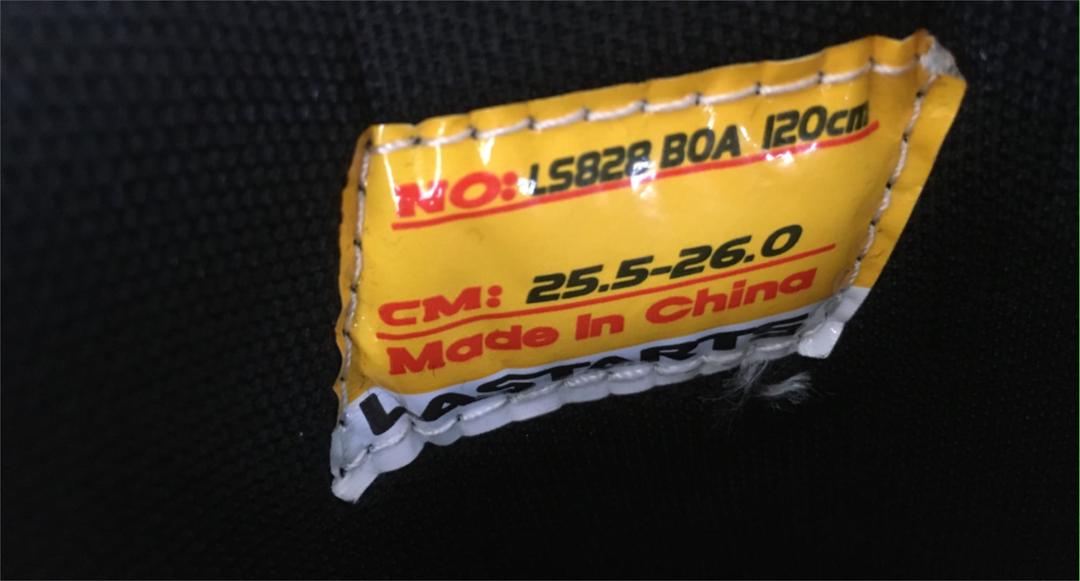 NO: LS828 BOA 120cm
CM: 25.5-26.0
Made In China
LASTARTS